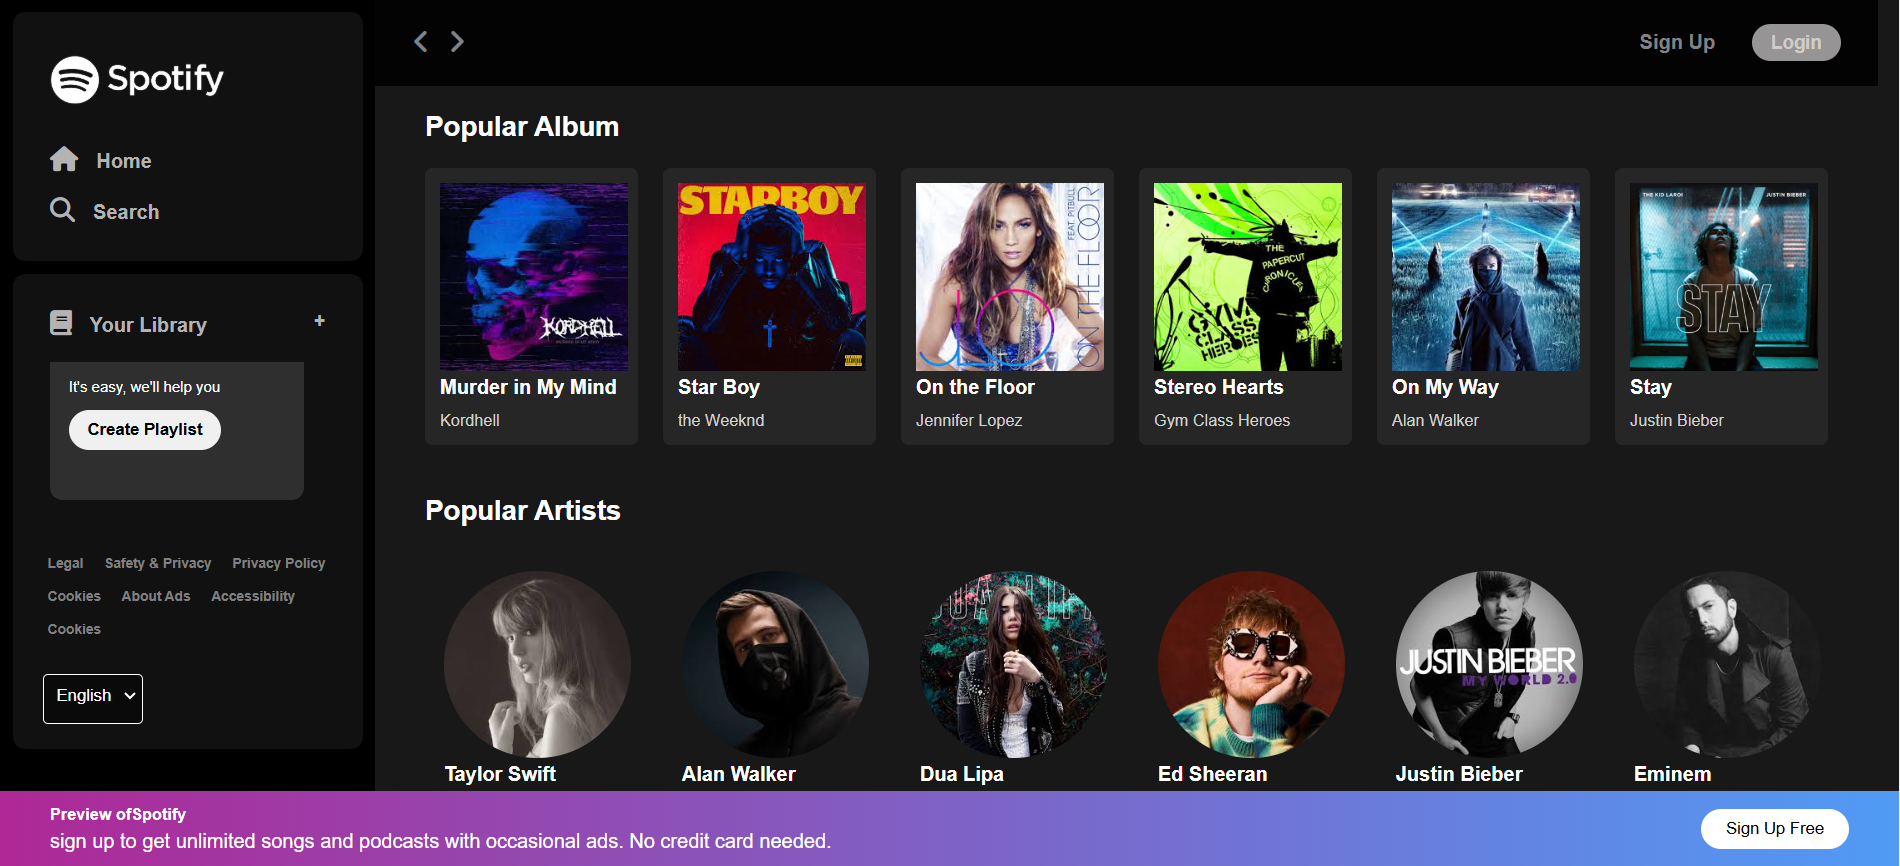 Spotify
Home
Search
Your Library +
It's easy, we'll help you
Create Playlist
Legal Safety & Privacy Privacy Policy
Cookies About Ads Accessibility
Cookies
English
Sign Up Login
Popular Album
KORDHELL
Murder in My Mind
Kordhell
STARBOY
Star Boy
the Weeknd
ON THE FLOOR
FEAT. PITBULL
JLO
On the Floor
Jennifer Lopez
THE
PAPERCUT
CHRONICLES
GYM
CLASS
HEROES
Stereo Hearts
Gym Class Heroes
On My Way
Alan Walker
THE KID LAROI JUSTIN BIEBER
STAY
Stay
Justin Bieber
Popular Artists
Taylor Swift
Alan Walker
DUA LIPA
Dua Lipa
Ed Sheeran
JUSTIN BIEBER
MY WORLD 2.0
Justin Bieber
Eminem
Preview ofSpotify
sign up to get unlimited songs and podcasts with occasional ads. No credit card needed.
Sign Up Free